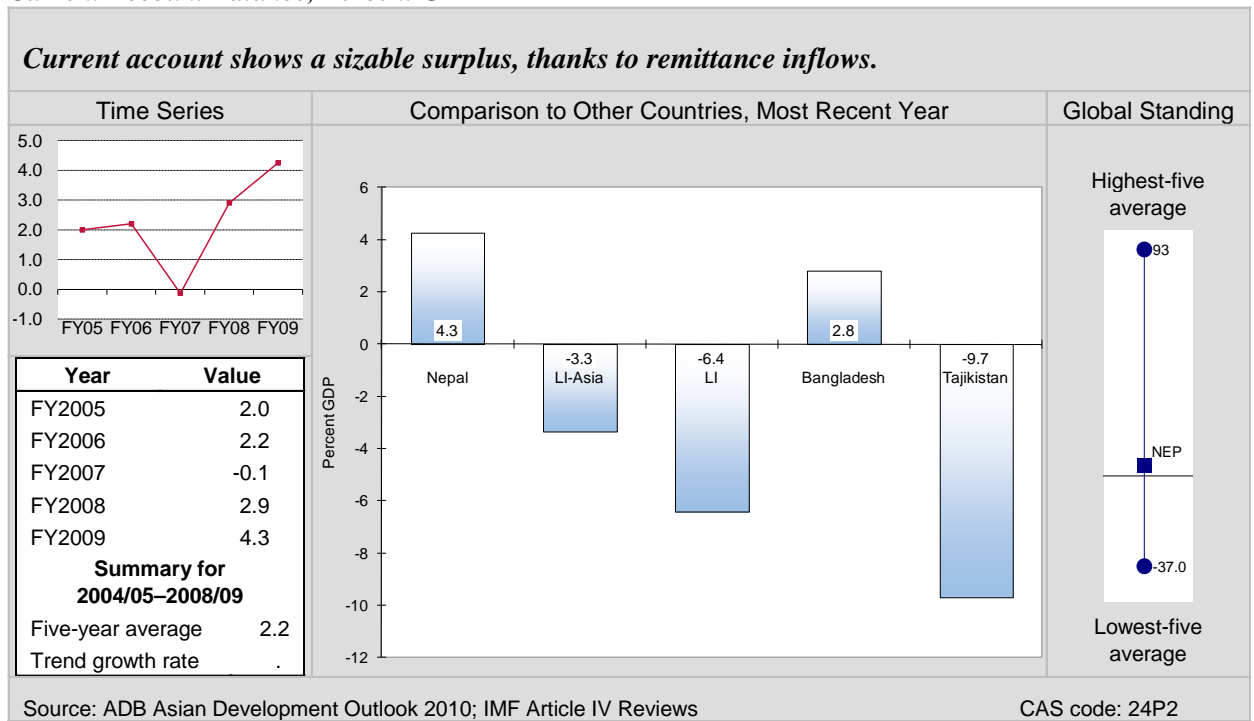 Current account shows a sizable surplus, thanks to remittance inflows.
Time Series
Comparison to Other Countries, Most Recent Year
Global Standing
5.0
4.0
3.0
2.0
1.0
0.0
-1.0
FY05 FY06 FY07 FY08 FY09
Year Value
FY2005 2.0
FY2006 2.2
FY2007 -0.1
FY2008 2.9
FY2009 4.3
Summary for
2004/05–2008/09
Five-year average 2.2
Trend growth rate .
Percent GDP
6
4
2
0
-2
-4
-6
-8
-10
-12
4.3
Nepal
-3.3
LI-Asia
-6.4
LI
2.8
Bangladesh
-9.7
Tajikistan
Highest-five
average
93
NEP
-37.0
Lowest-five
average
Source: ADB Asian Development Outlook 2010; IMF Article IV Reviews
CAS code: 24P2